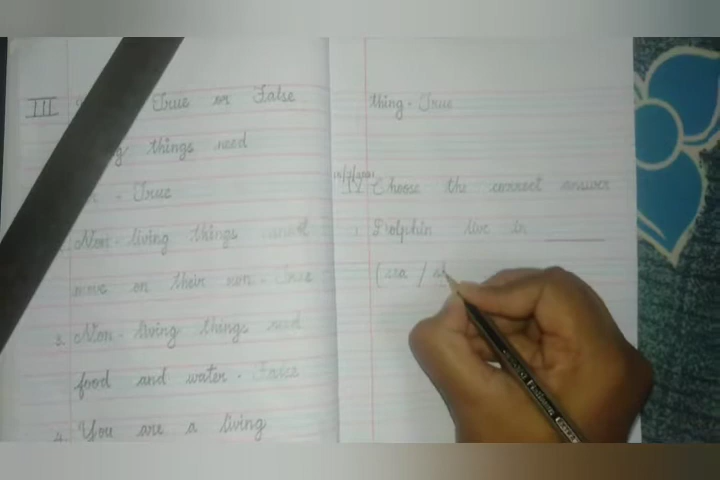 III True or False
things need
- True
Non-living things cannot
move on their own - True
3. Non-living things need
food and water - False
4. You are a living
thing - True
IV Choose the correct answer
1. Dolphin live in ______
(sea /